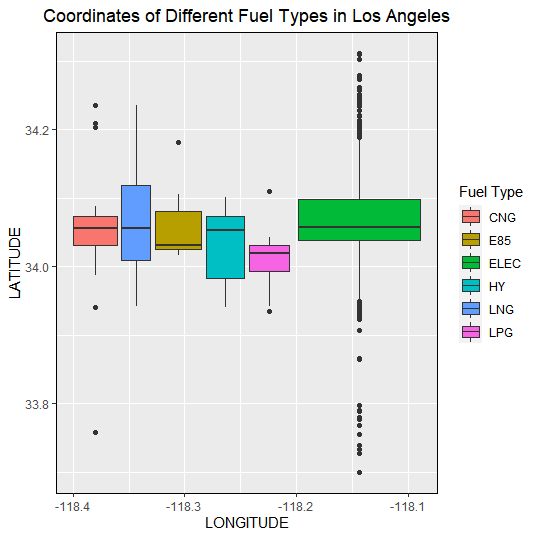 Coordinates of Different Fuel Types in Los Angeles
34.2
34.0
33.8
LATITUDE
-118.4 -118.3 -118.2 -118.1
LONGITUDE
Fuel Type
CNG
E85
ELEC
HY
LNG
LPG